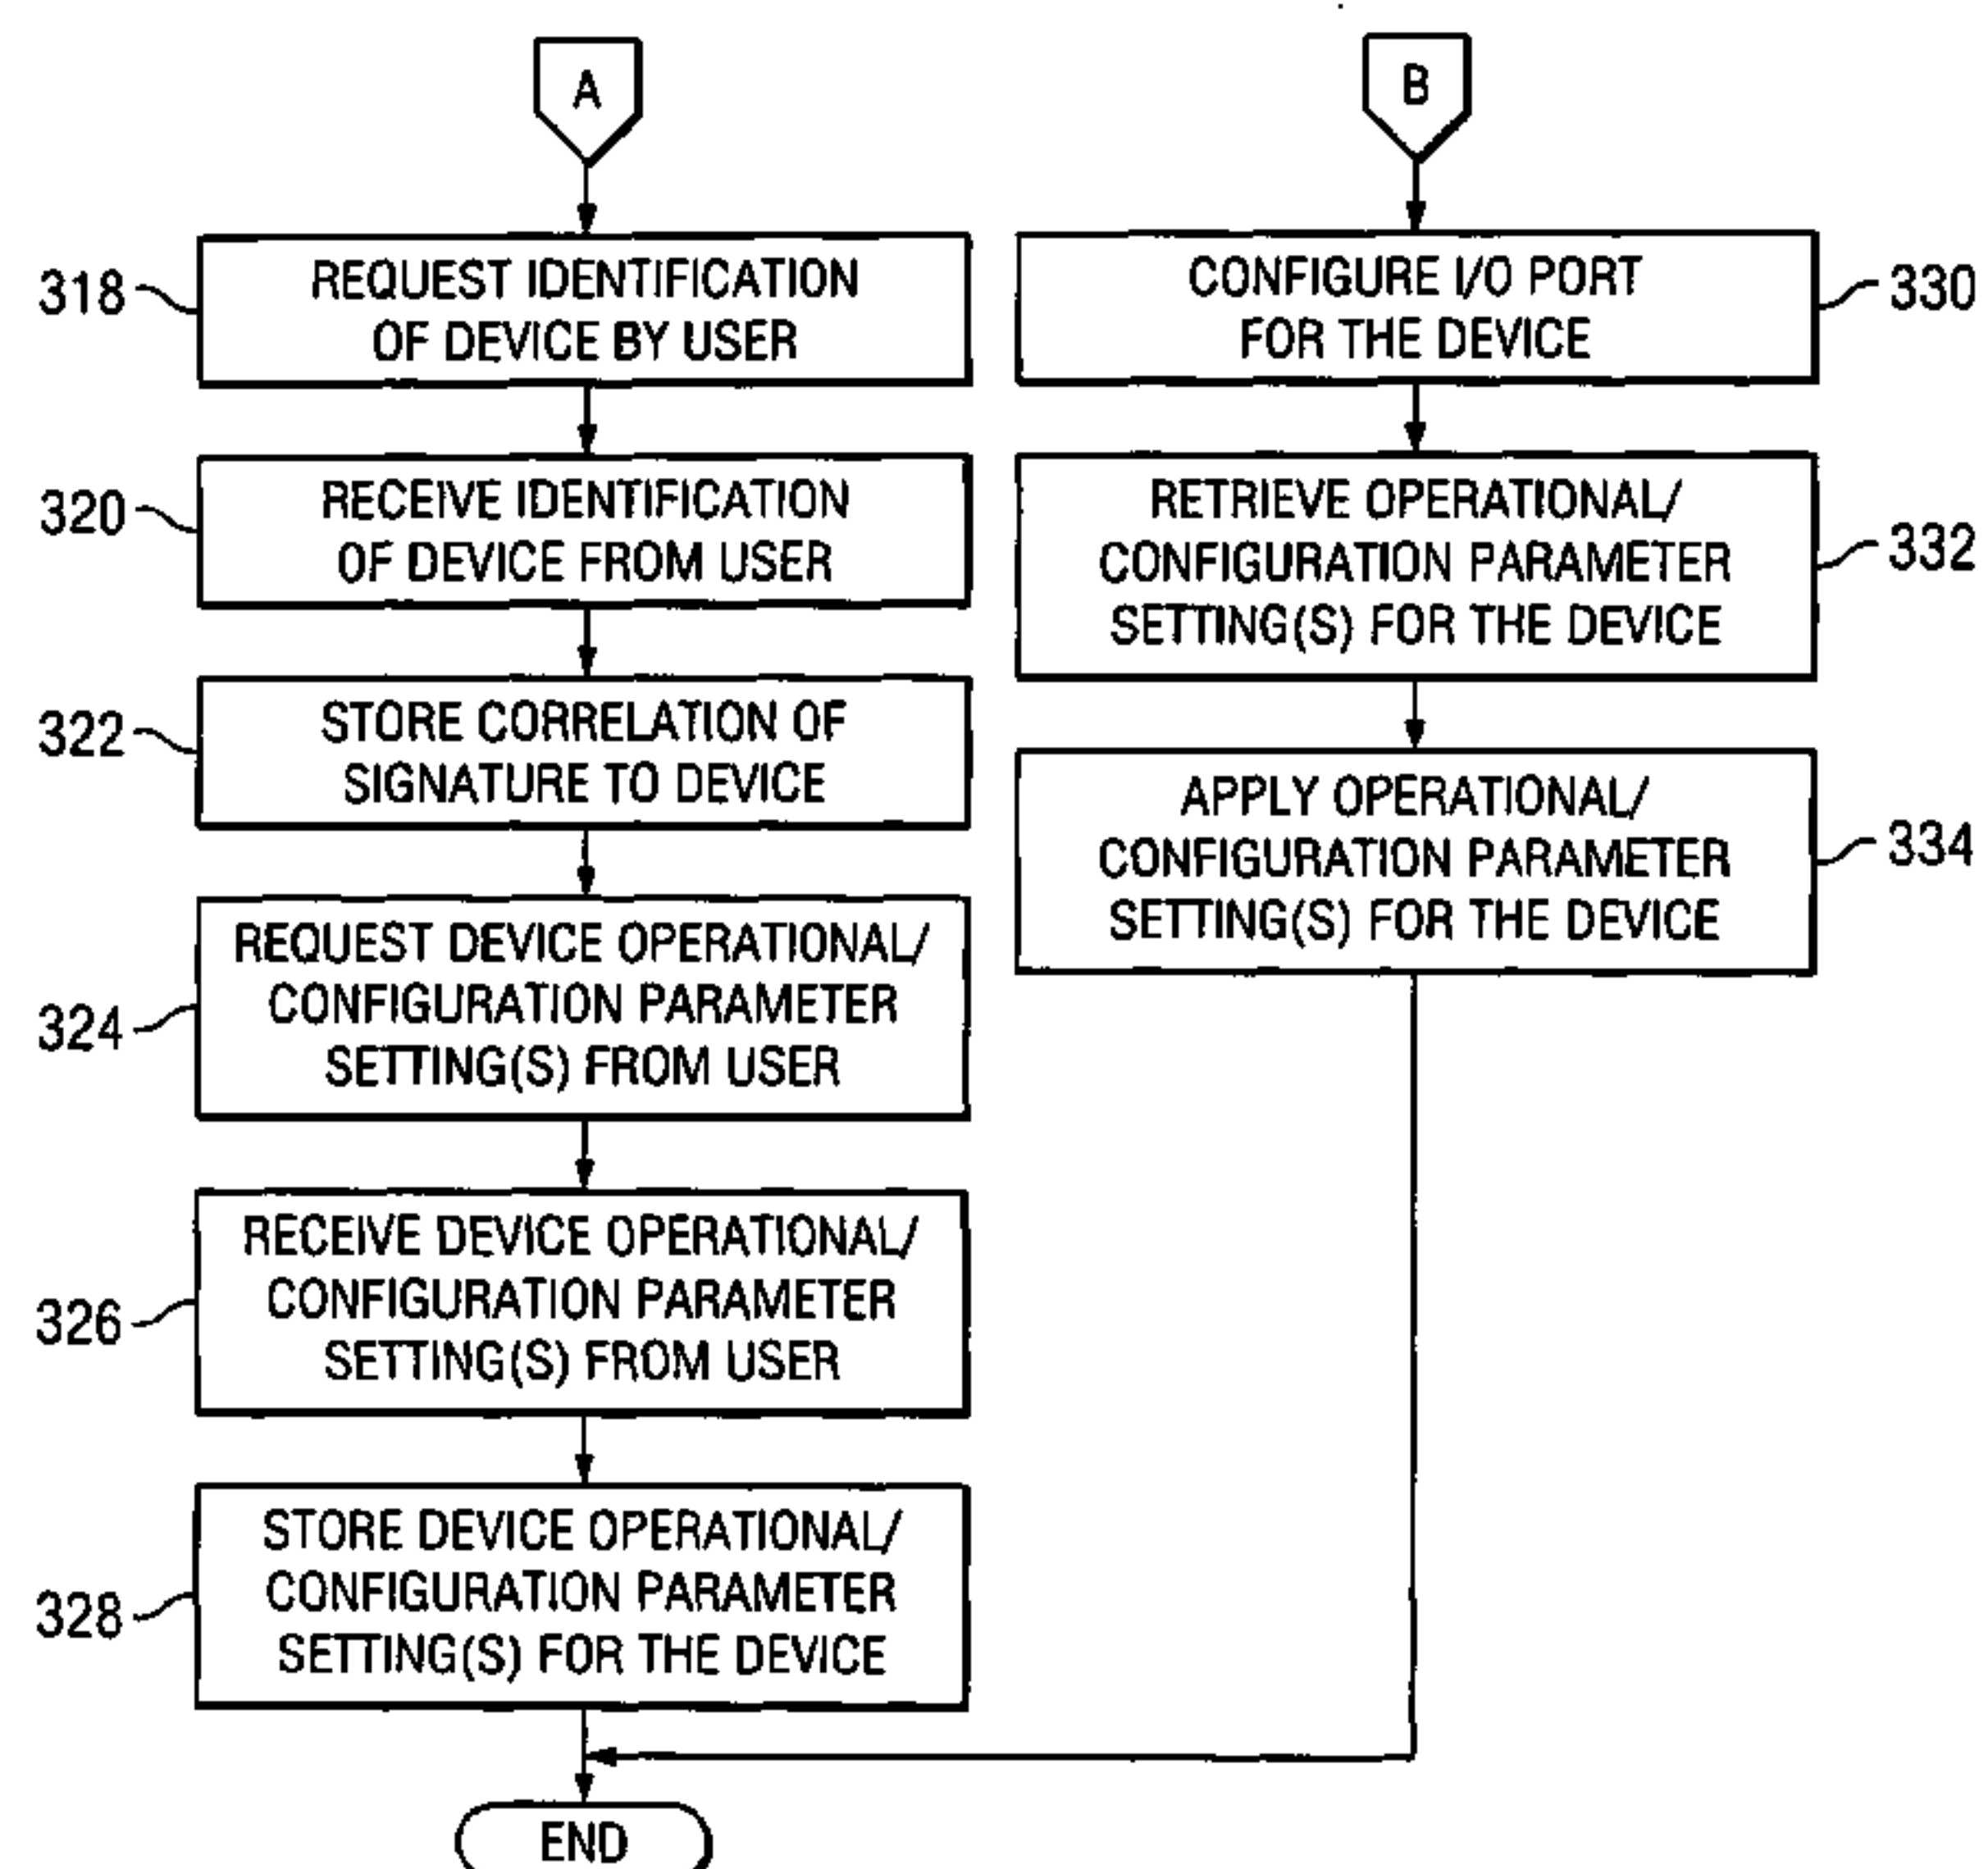 A
318
REQUEST IDENTIFICATION
OF DEVICE BY USER
320
RECEIVE IDENTIFICATION
OF DEVICE FROM USER
322
STORE CORRELATION OF
SIGNATURE TO DEVICE
324
REQUEST DEVICE OPERATIONAL/
CONFIGURATION PARAMETER
SETTING(S) FROM USER
326
RECEIVE DEVICE OPERATIONAL/
CONFIGURATION PARAMETER
SETTING(S) FROM USER
328
STORE DEVICE OPERATIONAL/
CONFIGURATION PARAMETER
SETTING(S) FOR THE DEVICE
END
B
CONFIGURE I/O PORT
FOR THE DEVICE
330
RETRIEVE OPERATIONAL/
CONFIGURATION PARAMETER
SETTING(S) FOR THE DEVICE
332
APPLY OPERATIONAL/
CONFIGURATION PARAMETER
SETTING(S) FOR THE DEVICE
334